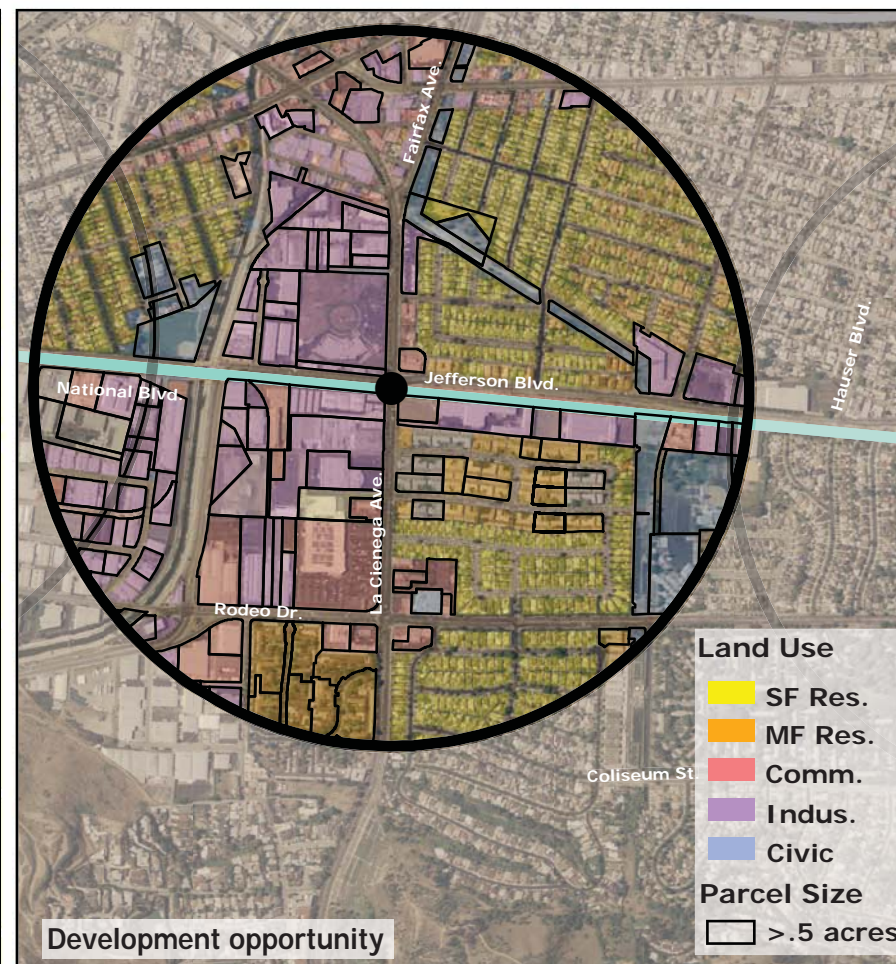 Fairfax Ave.
Hauser Blvd.
Jefferson Blvd.
National Blvd.
La Cienega Ave.
Rodeo Dr.
Coliseum St.
Land Use
SF Res.
MF Res.
Comm.
Indus.
Civic
Parcel Size
>.5 acres
Development opportunity